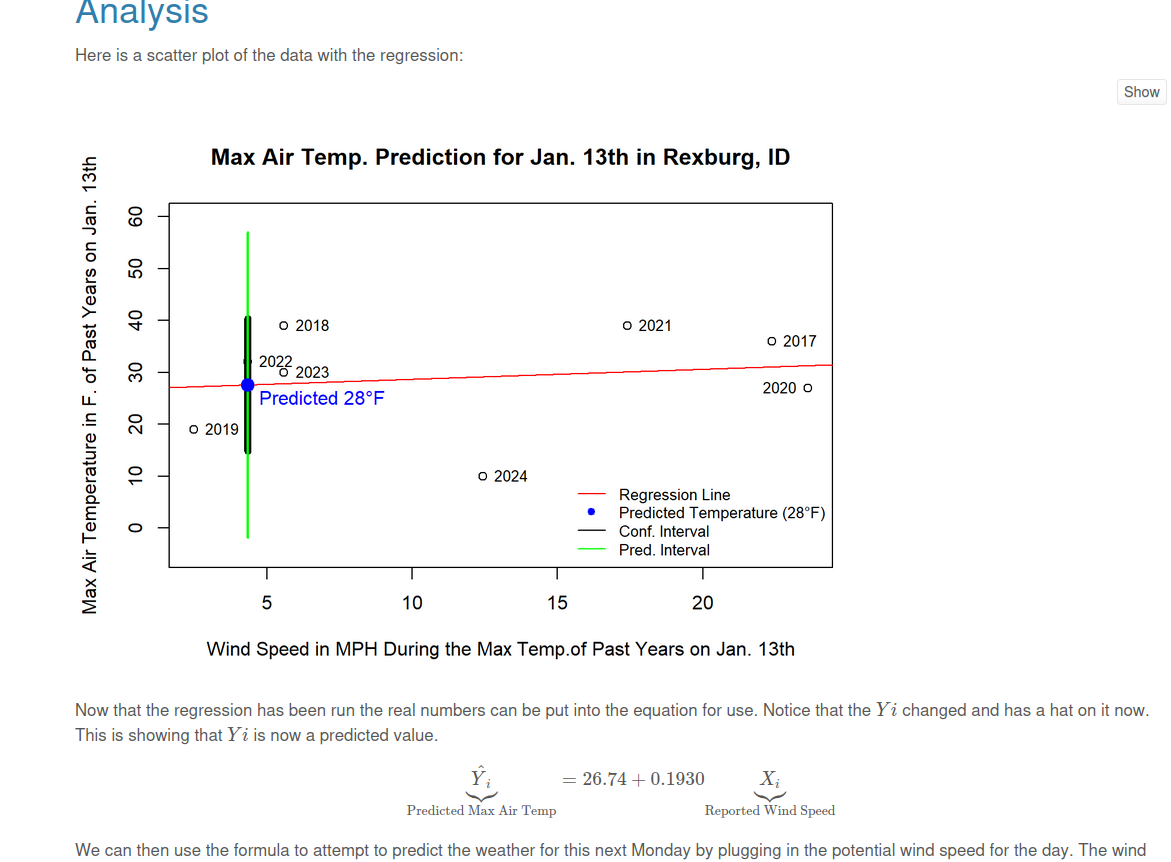 Analysis
Here is a scatter plot of the data with the regression:
Show
Max Air Temp. Prediction for Jan. 13th in Rexburg, ID
Max Air Temperature in F. of Past Years on Jan. 13th
60
50
40
30
20
10
0
2018
2021
2017
2022
2023
2020
Predicted 28°F
2019
2024
Regression Line
Predicted Temperature (28°F)
Conf. Interval
Pred. Interval
5 10 15 20
Wind Speed in MPH During the Max Temp.of Past Years on Jan. 13th
Now that the regression has been run the real numbers can be put into the equation for use. Notice that the Yi changed and has a hat on it now.
This is showing that Yi is now a predicted value.
Ŷᵢ = 26.74 + 0.1930 Xᵢ
Predicted Max Air Temp Reported Wind Speed
We can then use the formula to attempt to predict the weather for this next Monday by plugging in the potential wind speed for the day. The wind